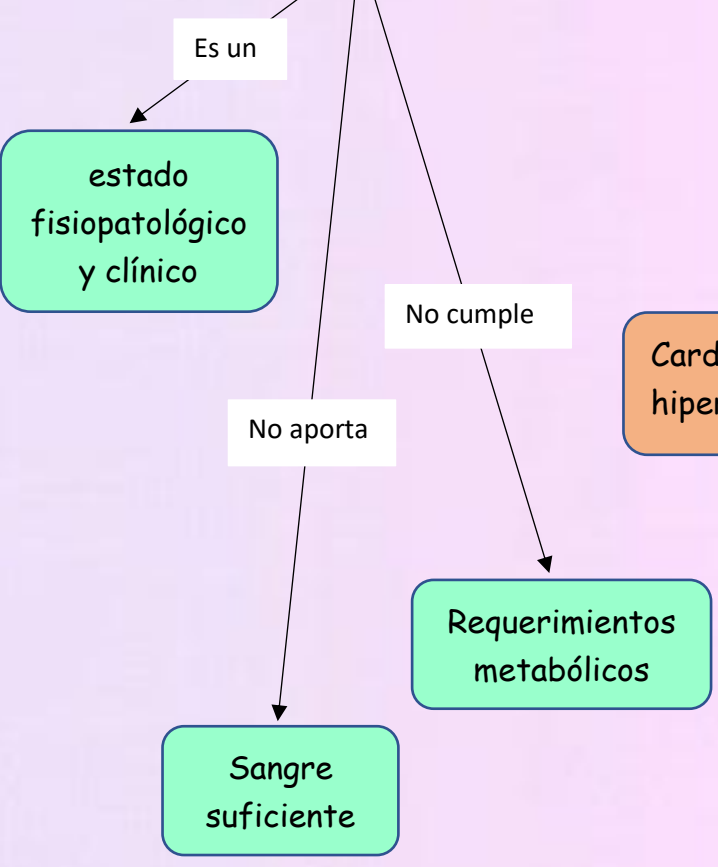 Es un
estado
fisiopatológico
y clínico
No cumple
No aporta
Requerimientos
metabólicos
Sangre
suficiente